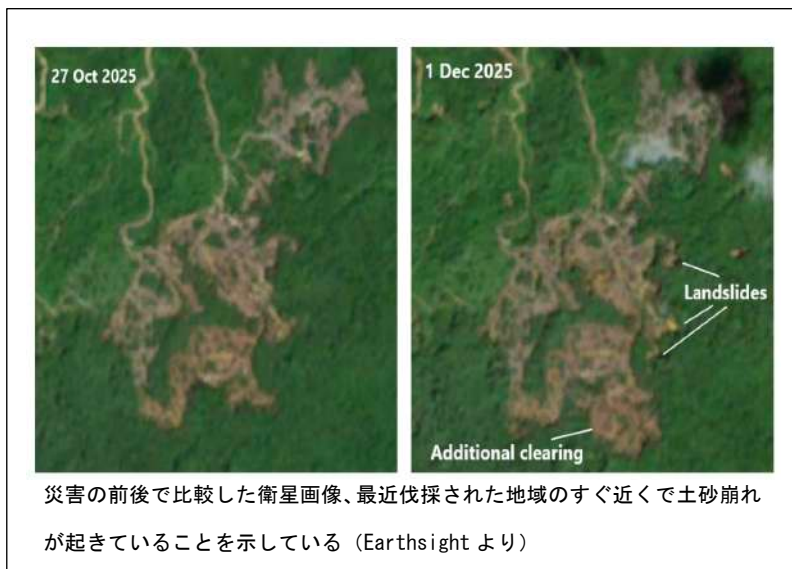 27 Oct 2025
1 Dec 2025
Landslides
Additional clearing
災害の前後で比較した衛星画像、最近伐採された地域のすぐ近くで土砂崩れ
が起きていることを示している（Earthsight より）